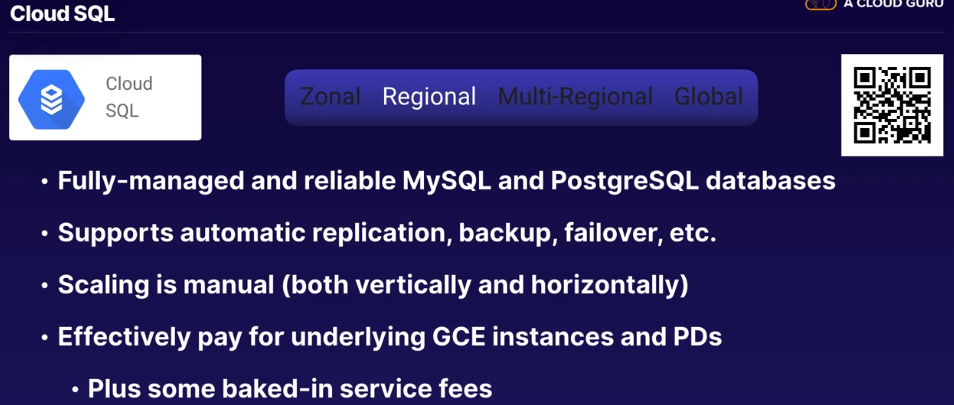 Cloud SQL
A CLOUD GURU
Cloud
SQL
Zonal Regional Multi-Regional Global
• Fully-managed and reliable MySQL and PostgreSQL databases
• Supports automatic replication, backup, failover, etc.
• Scaling is manual (both vertically and horizontally)
• Effectively pay for underlying GCE instances and PDs
• Plus some baked-in service fees